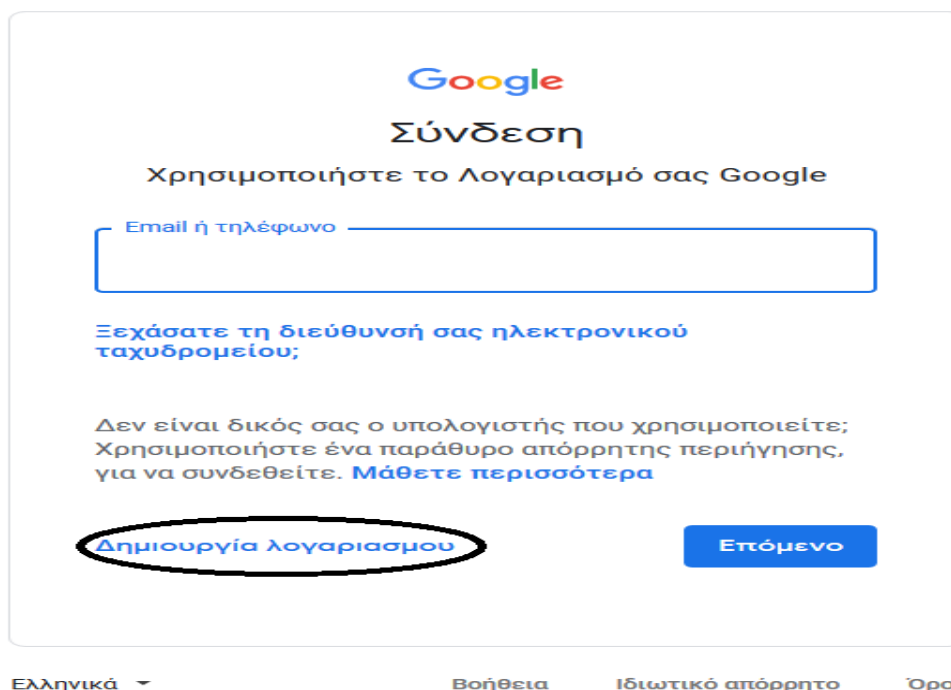 Google
Σύνδεση
Χρησιμοποιήστε το Λογαριασμό σας Google
Email ή τηλέφωνο
Ξεχάσατε τη διεύθυνσή σας ηλεκτρονικού
ταχυδρομείου;
Δεν είναι δικός σας ο υπολογιστής που χρησιμοποιείτε;
Χρησιμοποιήστε ένα παράθυρο απόρρητης περιήγησης,
για να συνδεθείτε. Μάθετε περισσότερα
Δημιουργία λογαριασμου Επόμενο
Ελληνικά Βοήθεια Ιδιωτικό απόρρητο